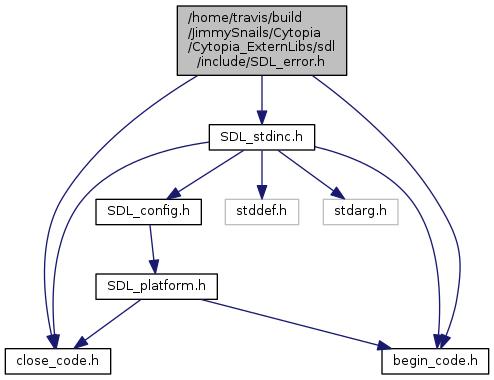 /home/travis/build
/JimmySnails/Cytopia
/Cytopia_ExternLibs/sdl
/include/SDL_error.h
SDL_stdinc.h
SDL_config.h
stddef.h
stdarg.h
SDL_platform.h
close_code.h
begin_code.h